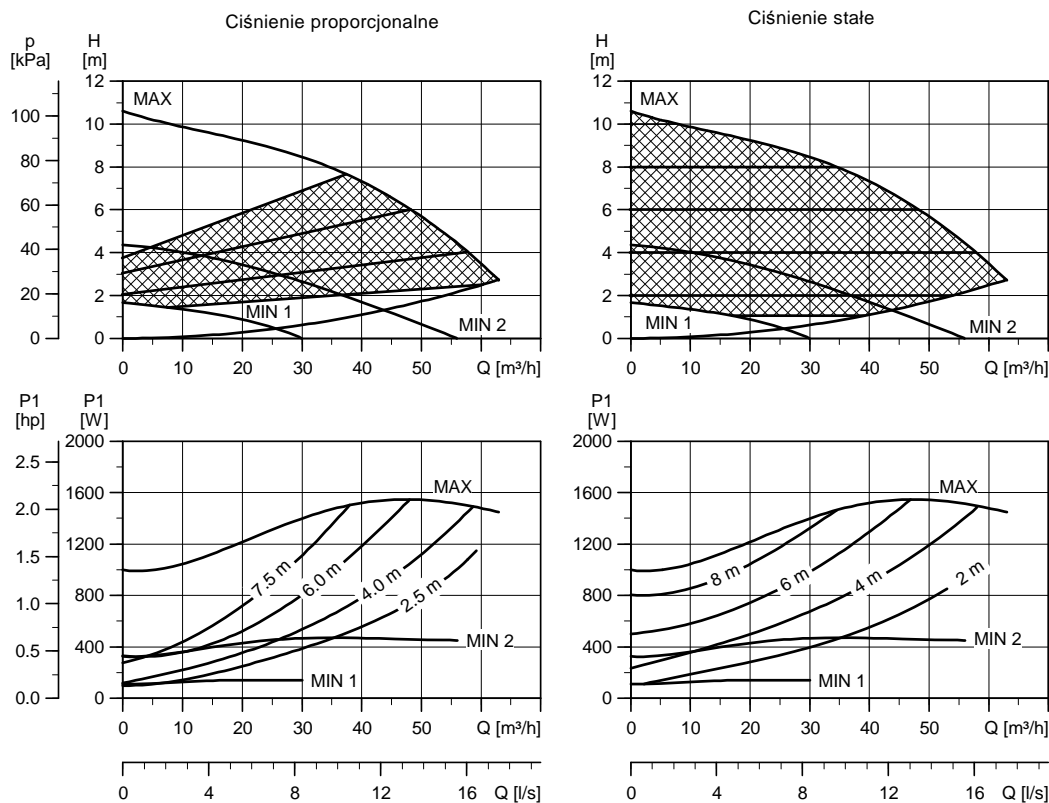 Ciśnienie proporcjonalne
Ciśnienie stałe
p
[kPa]
H
[m]
H
[m]
12
10
8
6
4
2
0
100
80
60
40
20
0
MAX
MIN 1
MIN 2
0 10 20 30 40 50 Q [m³/h]
12
10
8
6
4
2
0
MAX
MIN 1
MIN 2
0 10 20 30 40 50 Q [m³/h]
P1
[hp]
P1
[W]
2.5
2.0
1.5
1.0
0.5
0.0
2000
1600
1200
800
400
0
MAX
7.5 m
6.0 m
4.0 m
2.5 m
MIN 2
MIN 1
0 10 20 30 40 50 Q [m³/h]
0 4 8 12 16 Q [l/s]
P1
[W]
2000
1600
1200
800
400
0
MAX
8 m
6 m
4 m
2 m
MIN 2
MIN 1
0 10 20 30 40 50 Q [m³/h]
0 4 8 12 16 Q [l/s]